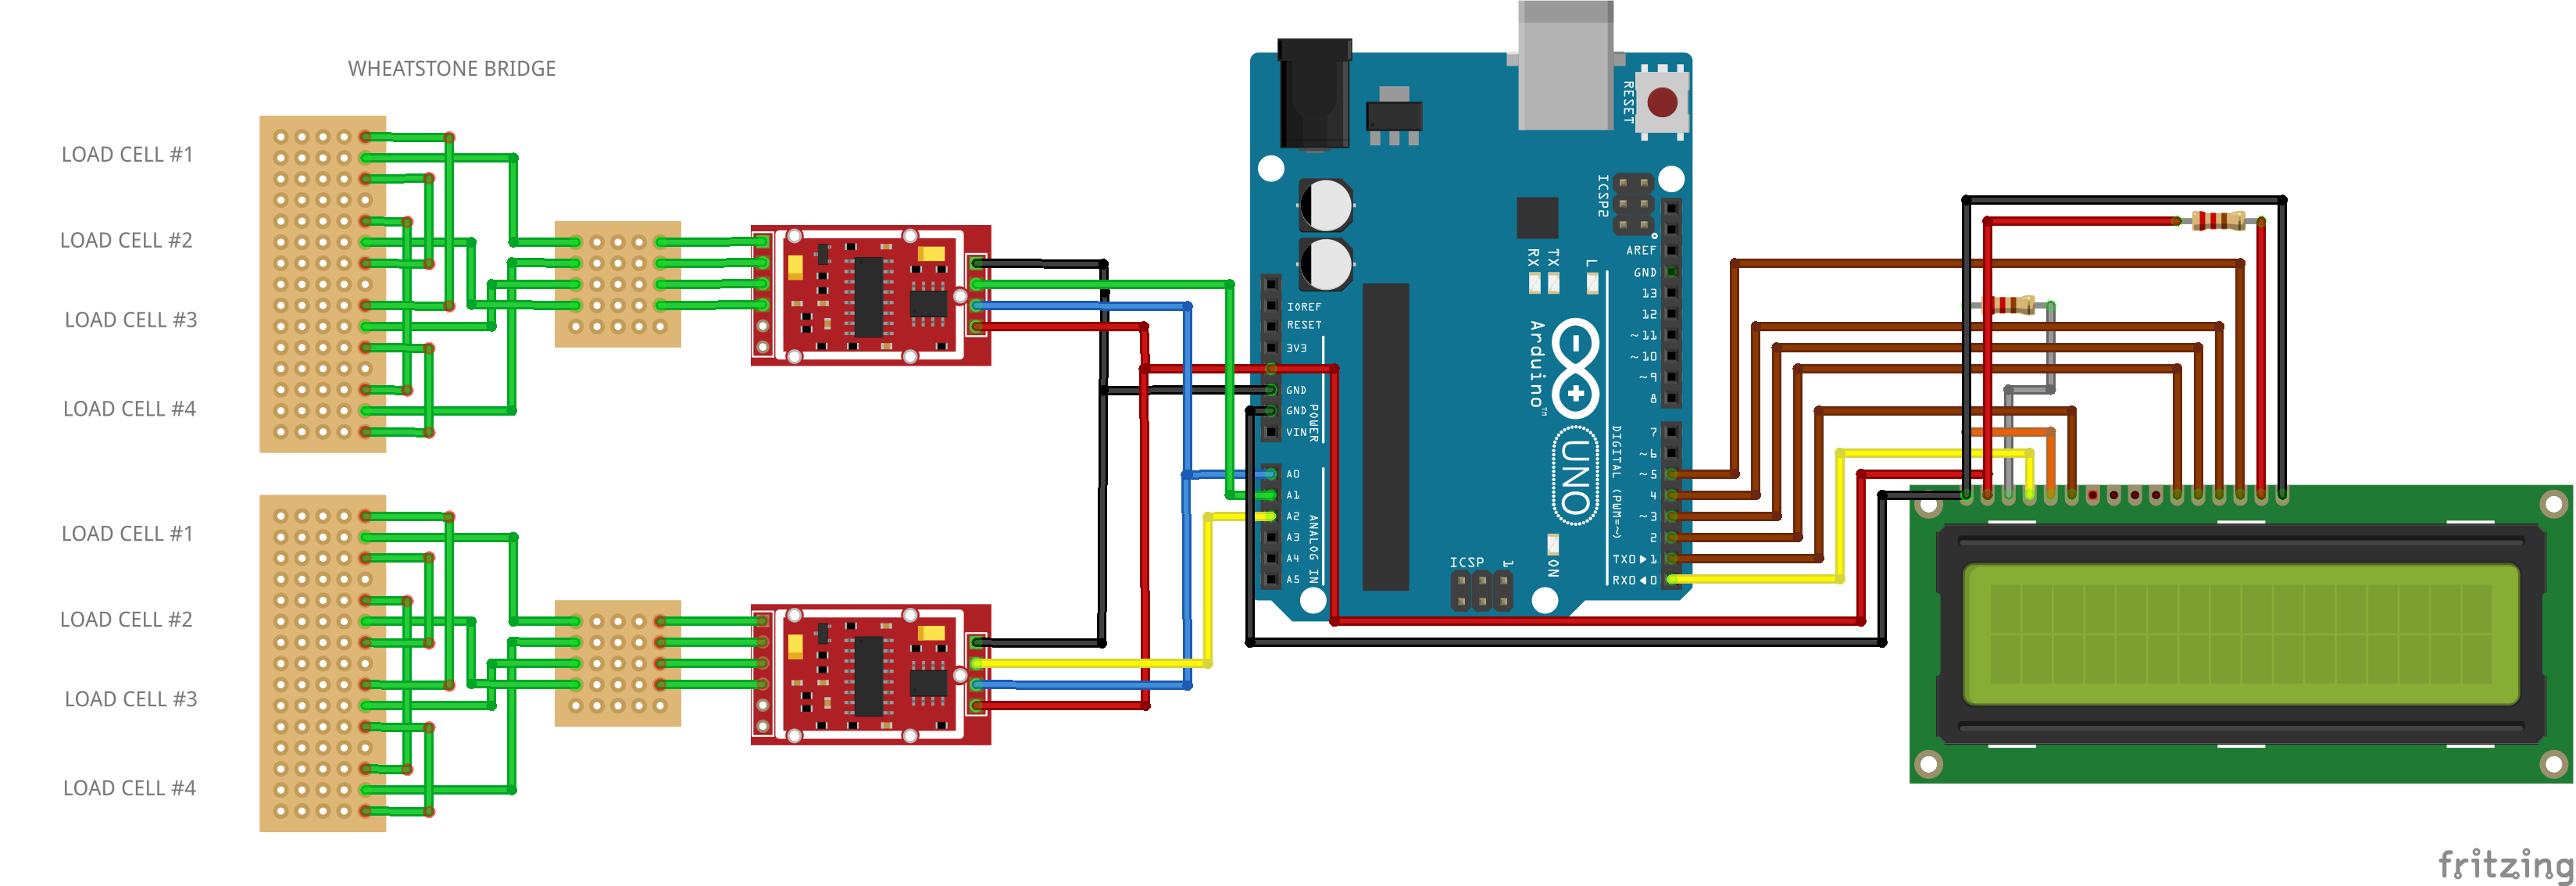 WHEATSTONE BRIDGE
LOAD CELL #1
LOAD CELL #2
LOAD CELL #3
LOAD CELL #4
LOAD CELL #1
LOAD CELL #2
LOAD CELL #3
LOAD CELL #4
RESET
ICSP2
RX
TX
L
AREF
GND
13
12
~11
~10
~9
8
7
~6
~5
4
~3
2
TX0▶1
RX0◀0
DIGITAL (PWM=~)
IOREF
RESET
3V3
GND
GND
VIN
POWER
A0
A1
A2
A3
A4
A5
ANALOG IN
Arduino™
UNO
ON
ICSP
1
fritzing